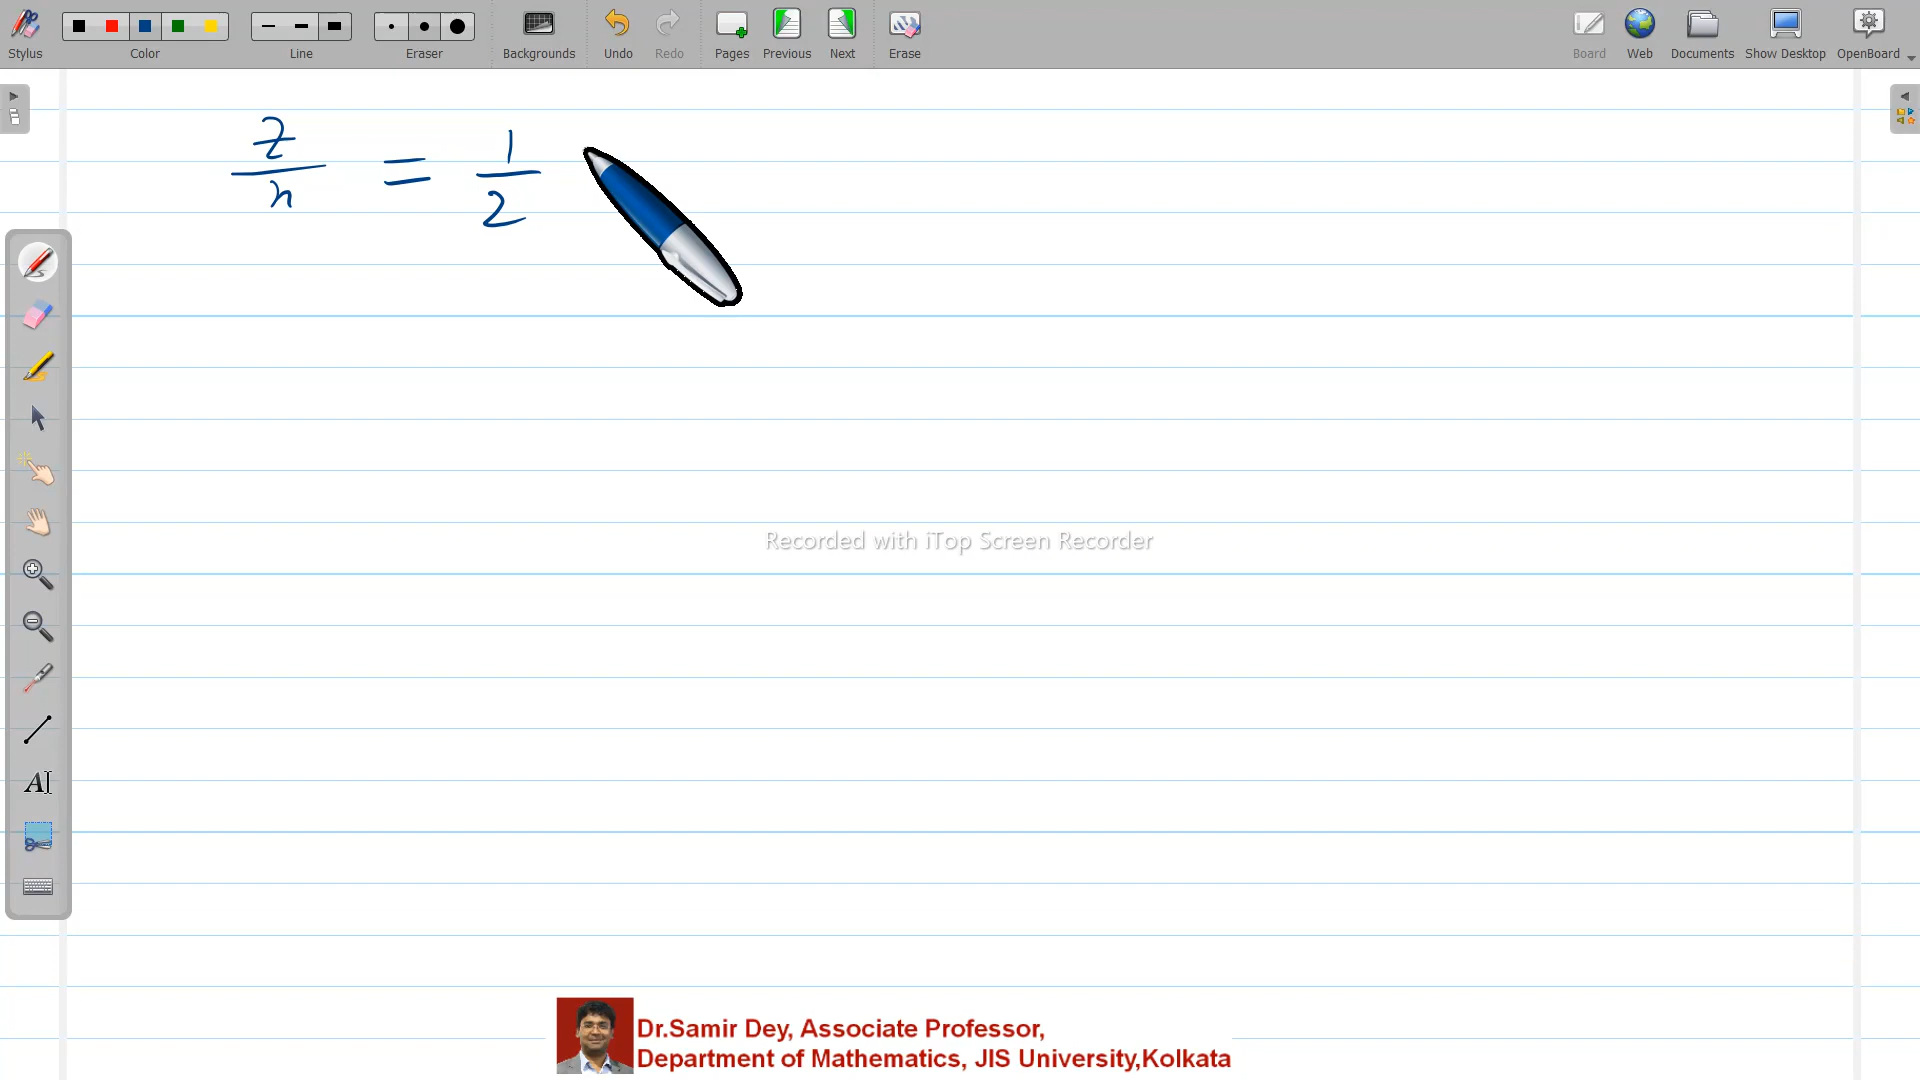 Stylus Color Line Eraser Backgrounds Undo Redo Pages Previous Next Erase Board Web Documents Show Desktop OpenBoard
z/n = 1/2
AI
Recorded with iTop Screen Recorder
Dr.Samir Dey, Associate Professor,
Department of Mathematics, JIS University,Kolkata